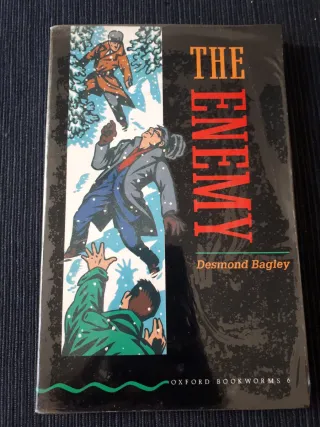 THE
ENEMY
Desmond Bagley
OXFORD BOOKWORMS 6